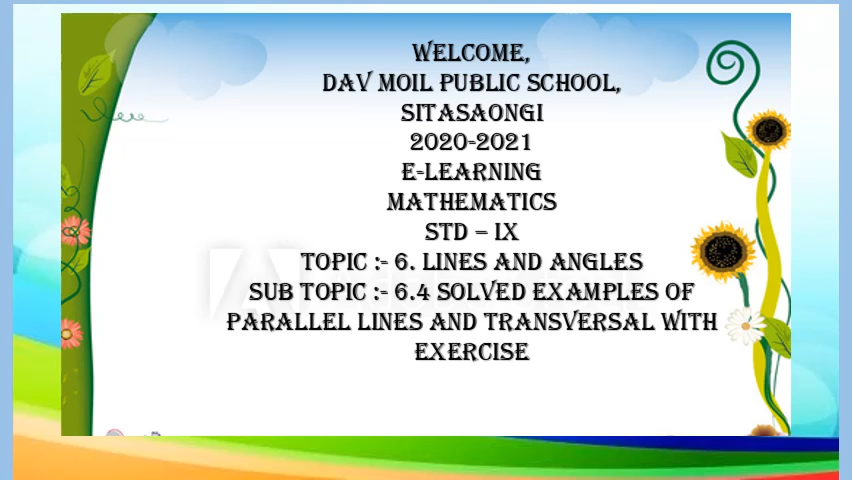 WELCOME,
DAV MOIL PUBLIC SCHOOL,
SITASAONGI
2020-2021
E-LEARNING
MATHEMATICS
STD – IX
TOPIC :- 6. LINES AND ANGLES
SUB TOPIC :- 6.4 SOLVED EXAMPLES OF
PARALLEL LINES AND TRANSVERSAL WITH
EXERCISE